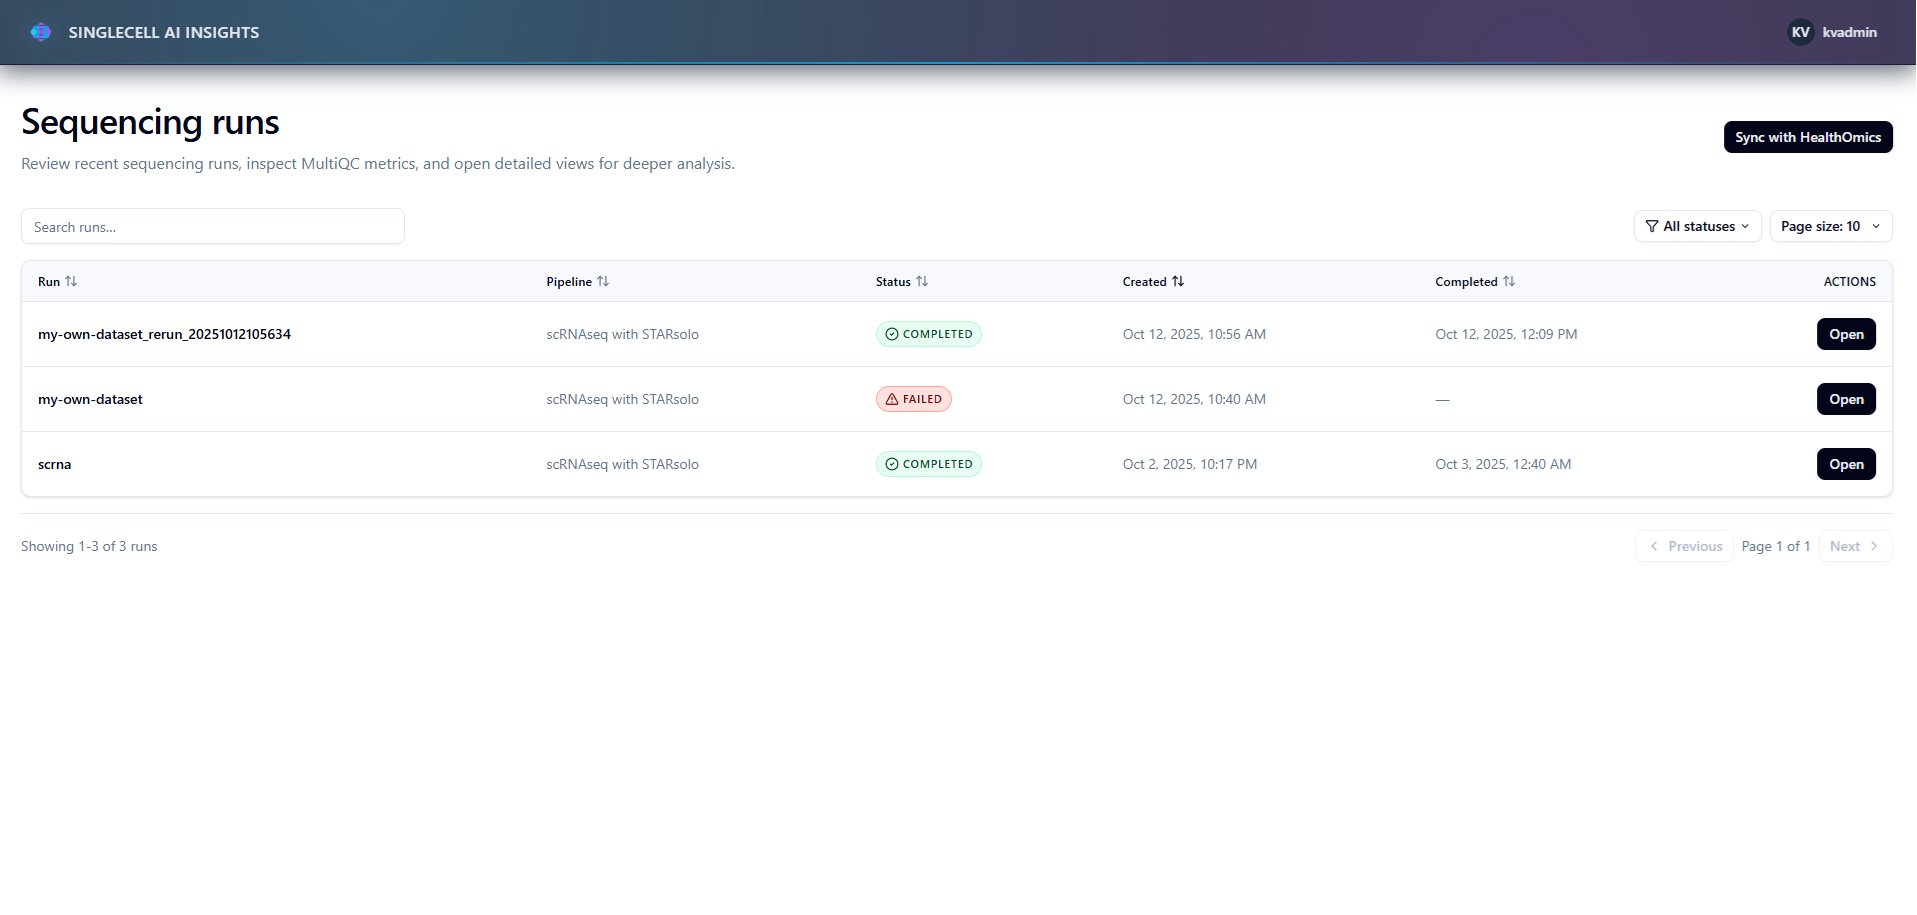 SINGLECELL AI INSIGHTS
KV kvadmin
Sequencing runs
Sync with HealthOmics
Review recent sequencing runs, inspect MultiQC metrics, and open detailed views for deeper analysis.
Search runs...
All statuses
Page size: 10
Run Pipeline Status Created Completed ACTIONS
my-own-dataset_rerun_20251012105634 scRNAseq with STARsolo COMPLETED Oct 12, 2025, 10:56 AM Oct 12, 2025, 12:09 PM Open
my-own-dataset scRNAseq with STARsolo FAILED Oct 12, 2025, 10:40 AM — Open
scrna scRNAseq with STARsolo COMPLETED Oct 2, 2025, 10:17 PM Oct 3, 2025, 12:40 AM Open
Showing 1-3 of 3 runs
Previous Page 1 of 1 Next